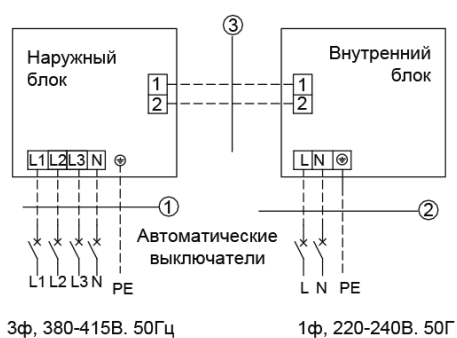 3
Наружный
блок
Внутренний
блок
1
2
1
2
L1 L2 L3 N
L N
1
2
Автоматические
выключатели
L1 L2 L3 N PE
L N PE
3ф, 380-415В. 50Гц
1ф, 220-240В. 50Г